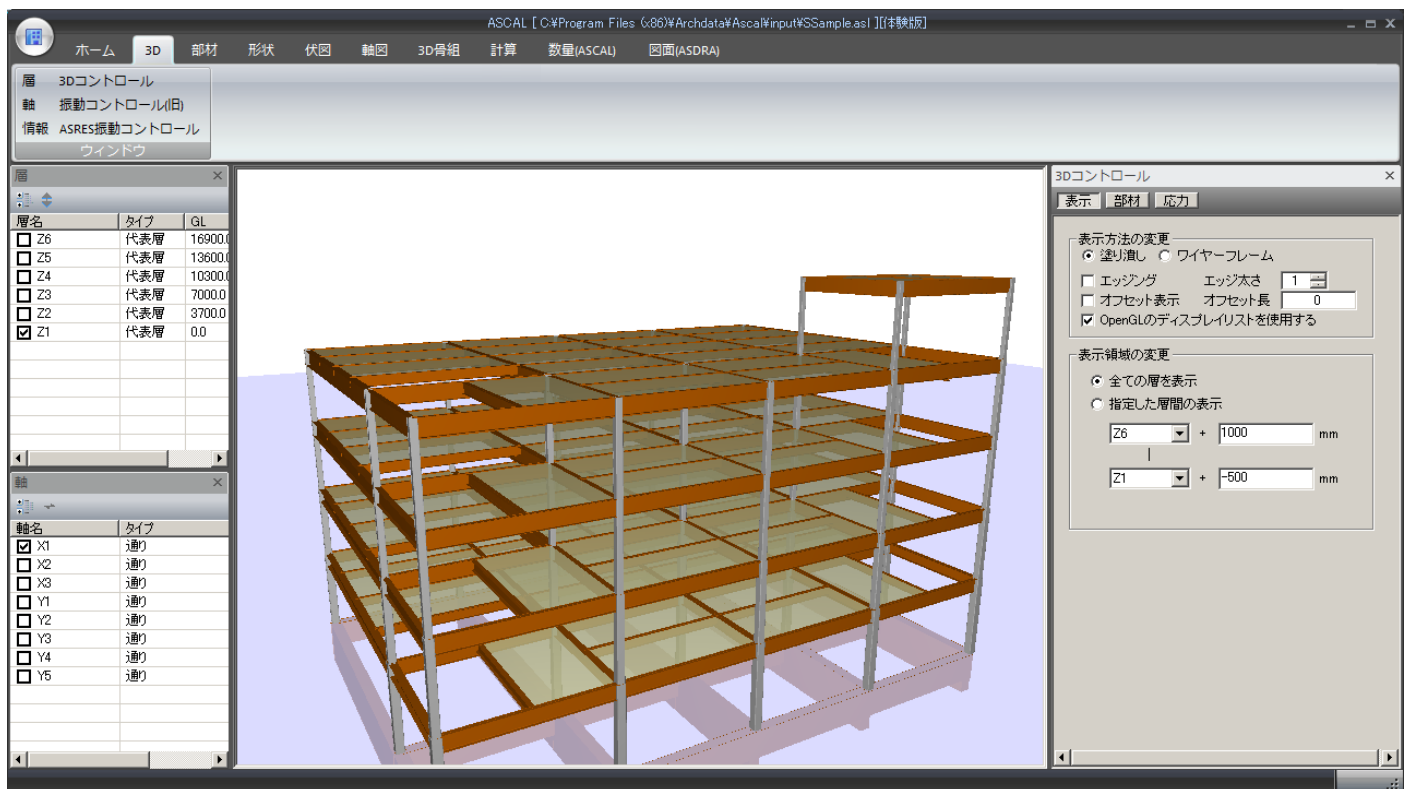 ASCAL [ C:¥Program Files (x86)¥Archdata¥Ascal¥input¥SSample.asl ][体験版]
ホーム 3D 部材 形状 伏図 軸図 3D骨組 計算 数量(ASCAL) 図面(ASDRA)
層 3Dコントロール
軸 振動コントロール(旧)
情報 ASRES振動コントロール
ウィンドウ
層
層名 タイプ GL
Z6 代表層 16900.0
Z5 代表層 13600.0
Z4 代表層 10300.0
Z3 代表層 7000.0
Z2 代表層 3700.0
Z1 代表層 0.0
軸
軸名 タイプ
X1 通り
X2 通り
X3 通り
Y1 通り
Y2 通り
Y3 通り
Y4 通り
Y5 通り
3Dコントロール
表示 部材 応力
表示方法の変更
塗り潰し ワイヤーフレーム
エッジング エッジ太さ 1
オフセット表示 オフセット長 0
OpenGLのディスプレイリストを使用する
表示領域の変更
全ての層を表示
指定した層間の表示
Z6 + 1000 mm
|
Z1 + -500 mm